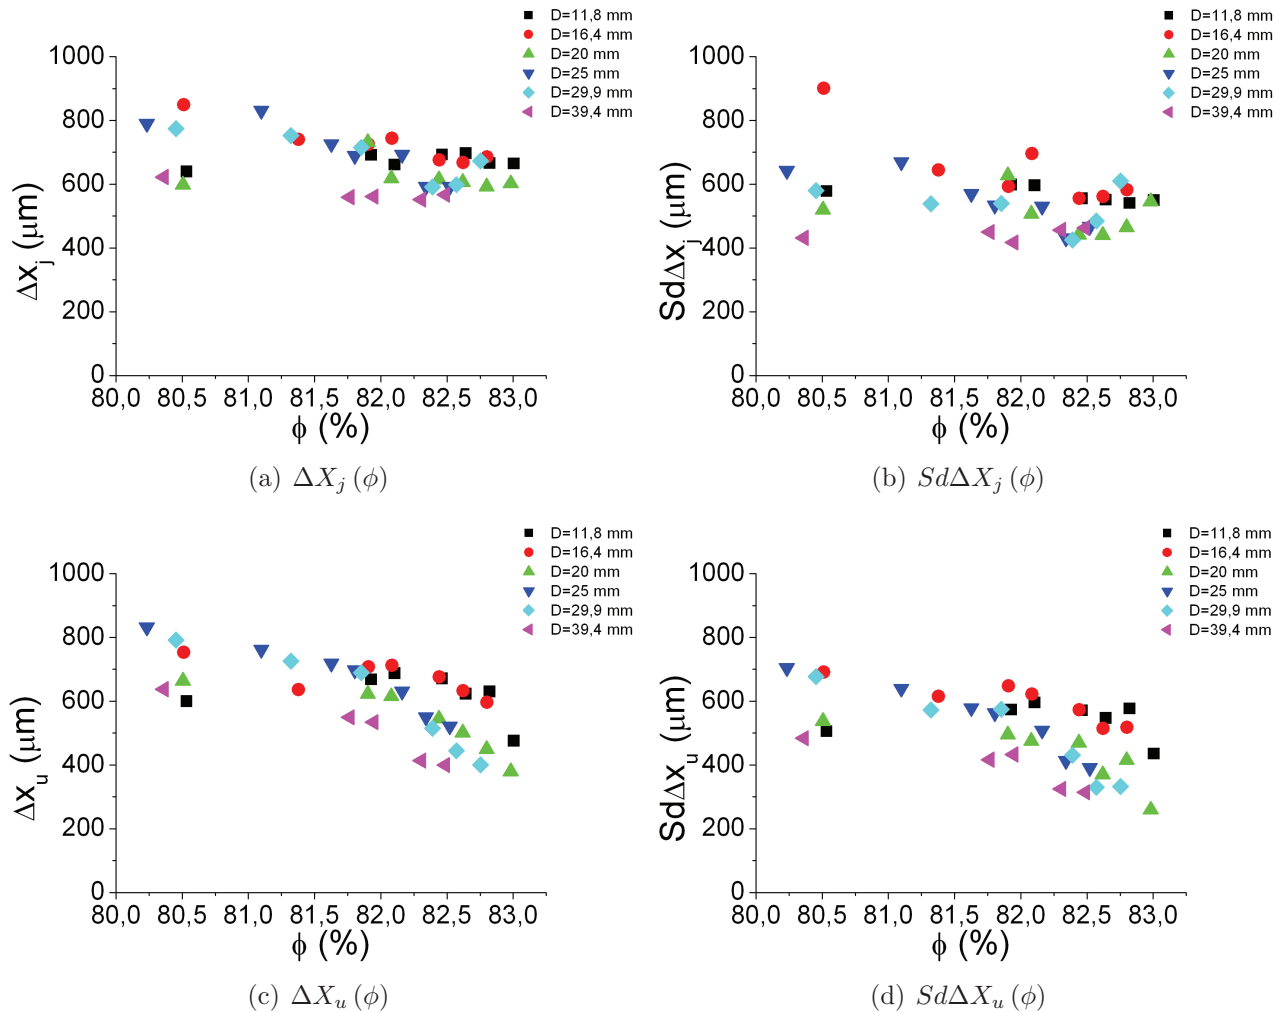 D=11,8 mm
D=16,4 mm
D=20 mm
D=25 mm
D=29,9 mm
D=39,4 mm
1000
800
600
400
200
0
Δx_j (μm)
80,0 80,5 81,0 81,5 82,0 82,5 83,0
ϕ (%)
(a) ΔX_j (ϕ)
D=11,8 mm
D=16,4 mm
D=20 mm
D=25 mm
D=29,9 mm
D=39,4 mm
1000
800
600
400
200
0
SdΔx_j (μm)
80,0 80,5 81,0 81,5 82,0 82,5 83,0
ϕ (%)
(b) SdΔX_j (ϕ)
D=11,8 mm
D=16,4 mm
D=20 mm
D=25 mm
D=29,9 mm
D=39,4 mm
1000
800
600
400
200
0
Δx_u (μm)
80,0 80,5 81,0 81,5 82,0 82,5 83,0
ϕ (%)
(c) ΔX_u (ϕ)
D=11,8 mm
D=16,4 mm
D=20 mm
D=25 mm
D=29,9 mm
D=39,4 mm
1000
800
600
400
200
0
SdΔx_u (μm)
80,0 80,5 81,0 81,5 82,0 82,5 83,0
ϕ (%)
(d) SdΔX_u (ϕ)